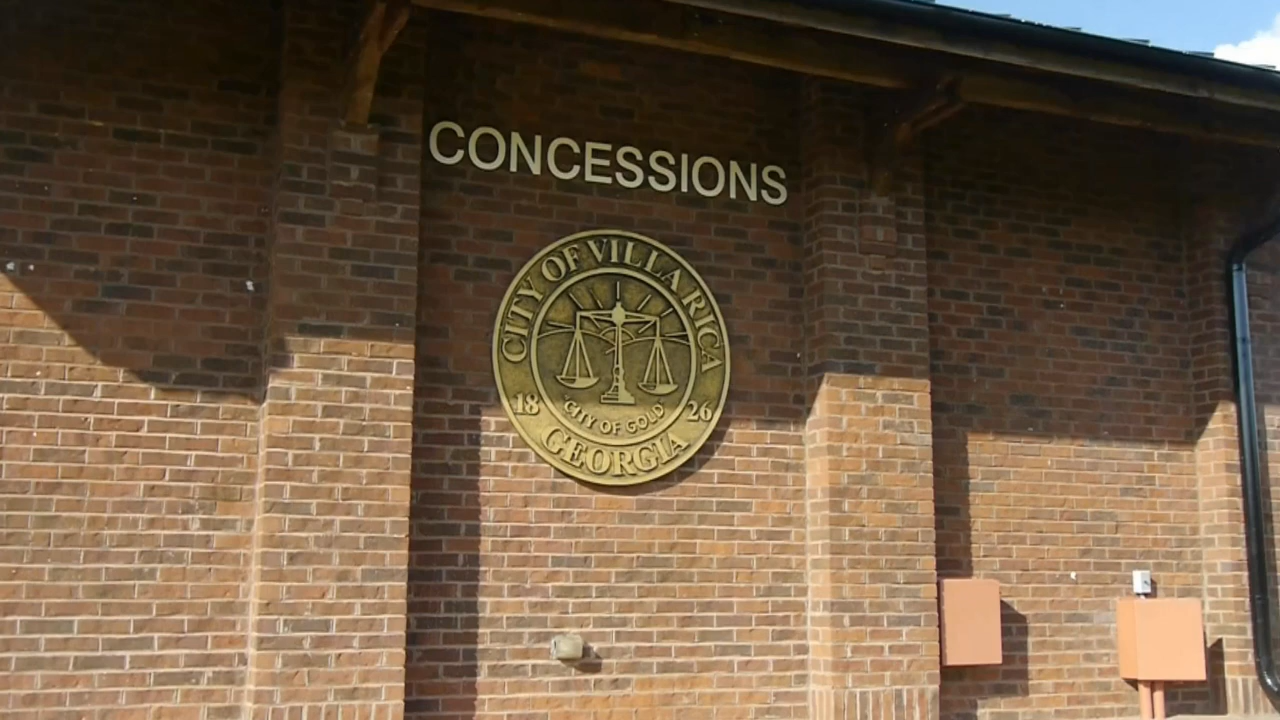 CONCESSIONS
CITY OF VILLA RICA
18 26
"CITY OF GOLD"
GEORGIA